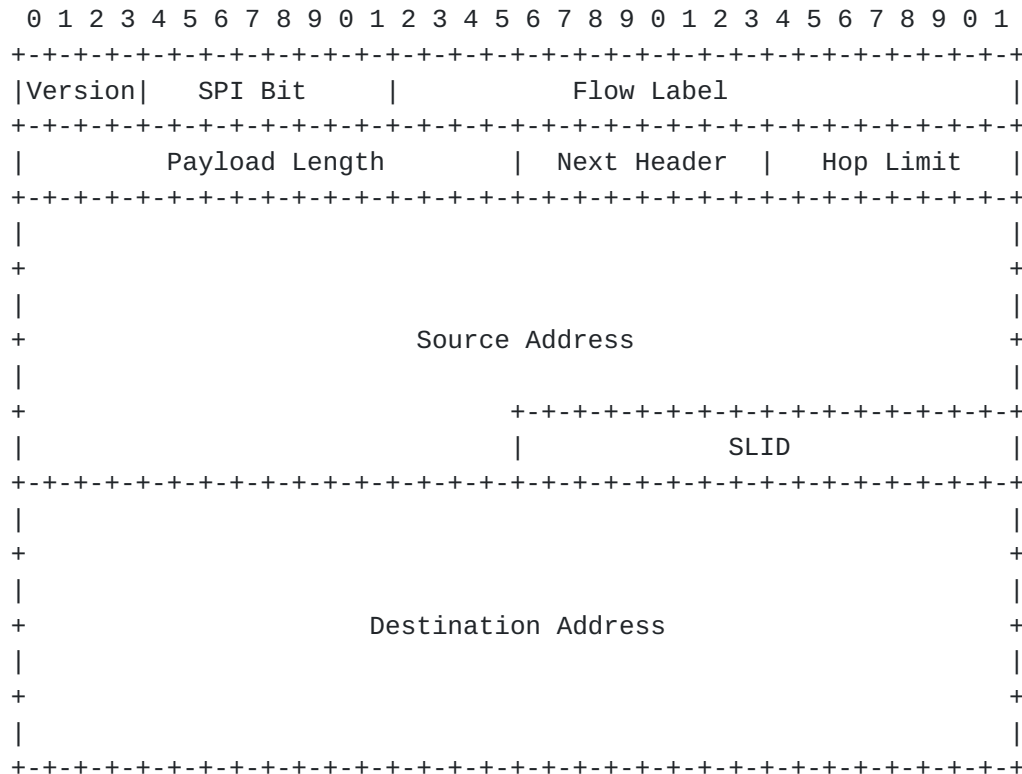 0 1 2 3 4 5 6 7 8 9 0 1 2 3 4 5 6 7 8 9 0 1 2 3 4 5 6 7 8 9 0 1
+-+-+-+-+-+-+-+-+-+-+-+-+-+-+-+-+-+-+-+-+-+-+-+-+-+-+-+-+-+-+-+-+
|Version|   SPI Bit     |           Flow Label                  |
+-+-+-+-+-+-+-+-+-+-+-+-+-+-+-+-+-+-+-+-+-+-+-+-+-+-+-+-+-+-+-+-+
|         Payload Length        |  Next Header  |   Hop Limit   |
+-+-+-+-+-+-+-+-+-+-+-+-+-+-+-+-+-+-+-+-+-+-+-+-+-+-+-+-+-+-+-+-+
|                                                               |
+                                                               +
|                                                               |
+                         Source Address                        +
|                                                               |
+                               +-+-+-+-+-+-+-+-+-+-+-+-+-+-+-+-+
|                               |             SLID              |
+-+-+-+-+-+-+-+-+-+-+-+-+-+-+-+-+-+-+-+-+-+-+-+-+-+-+-+-+-+-+-+-+
|                                                               |
+                                                               +
|                                                               |
+                      Destination Address                      +
|                                                               |
+                                                               +
|                                                               |
+-+-+-+-+-+-+-+-+-+-+-+-+-+-+-+-+-+-+-+-+-+-+-+-+-+-+-+-+-+-+-+-+